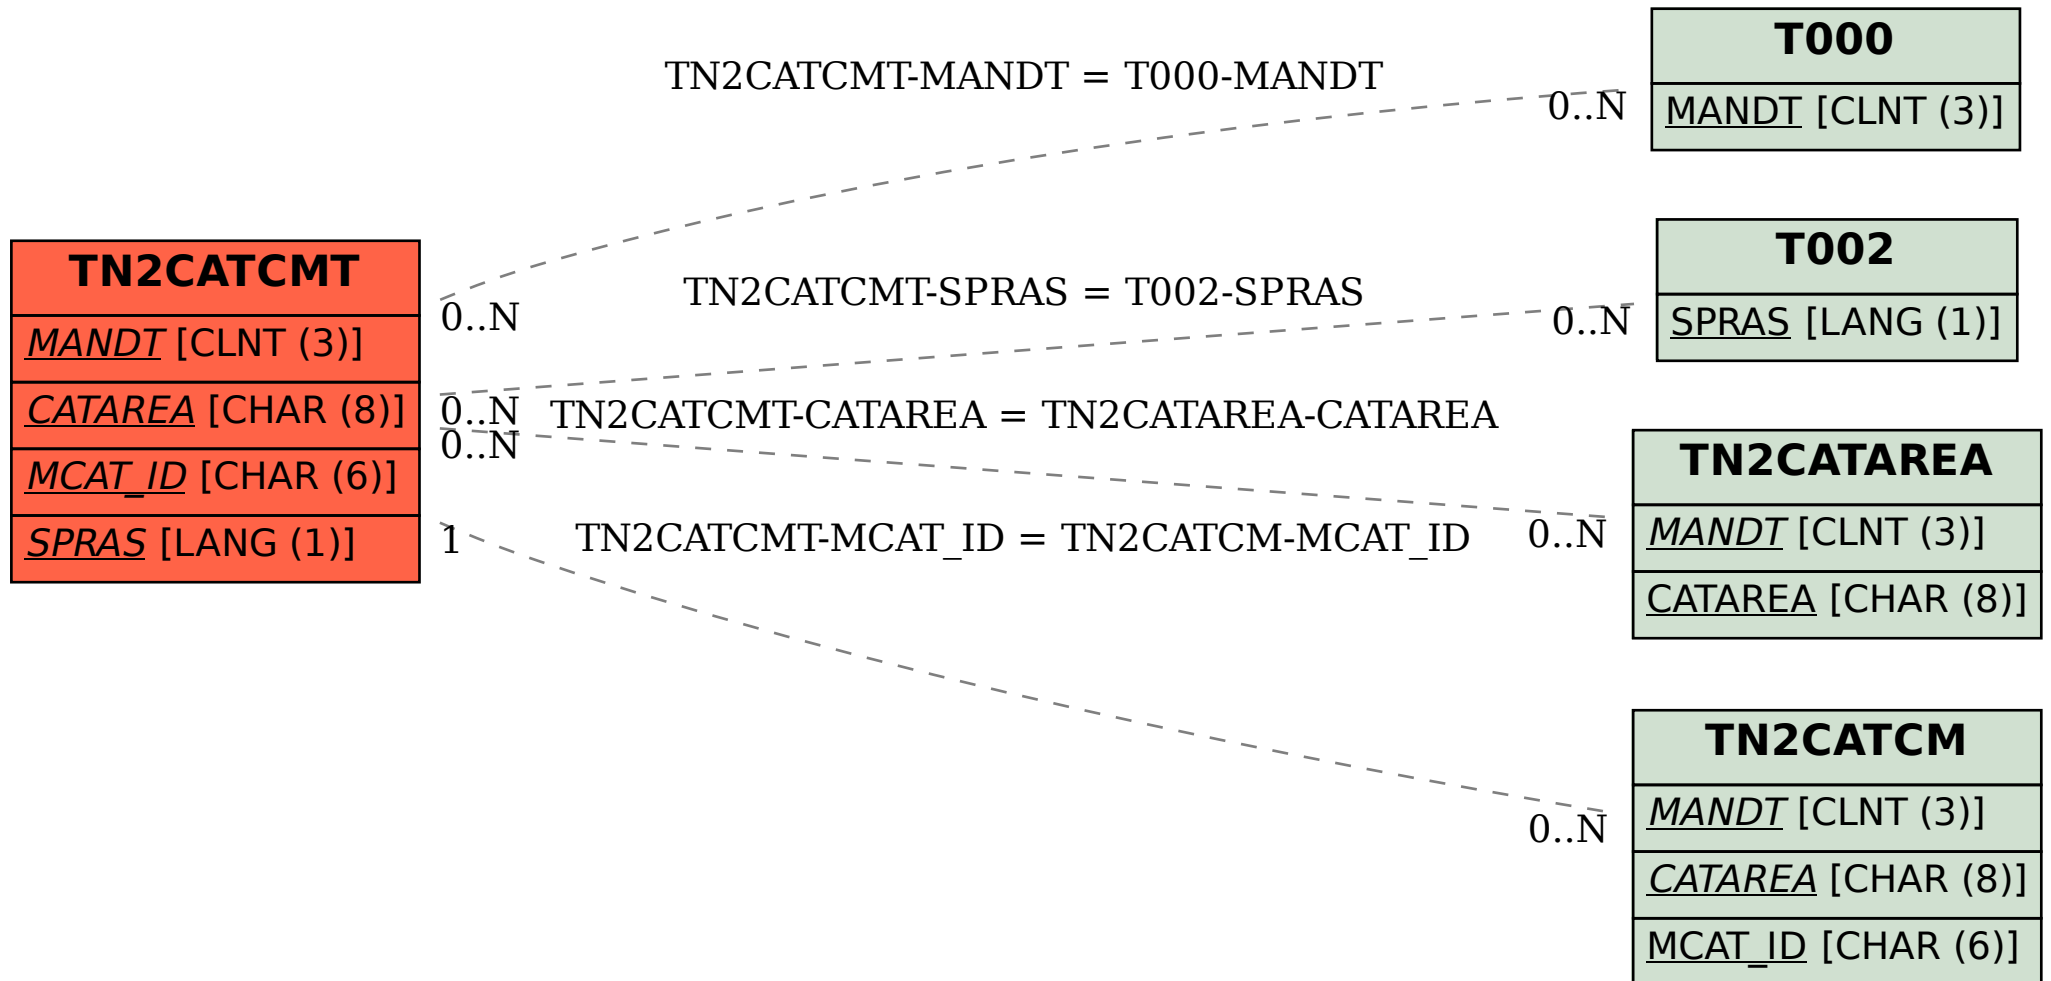 T000
MANDT [CLNT (3)]
TN2CATCMT-MANDT = T000-MANDT
0..N
0..N
T002
SPRAS [LANG (1)]
TN2CATCMT-SPRAS = T002-SPRAS
0..N
0..N
TN2CATCMT
MANDT [CLNT (3)]
CATAREA [CHAR (8)]
MCAT_ID [CHAR (6)]
SPRAS [LANG (1)]
TN2CATCMT-CATAREA = TN2CATAREA-CATAREA
0..N
0..N
TN2CATAREA
MANDT [CLNT (3)]
CATAREA [CHAR (8)]
TN2CATCMT-MCAT_ID = TN2CATCM-MCAT_ID
1
0..N
TN2CATCM
MANDT [CLNT (3)]
CATAREA [CHAR (8)]
MCAT_ID [CHAR (6)]